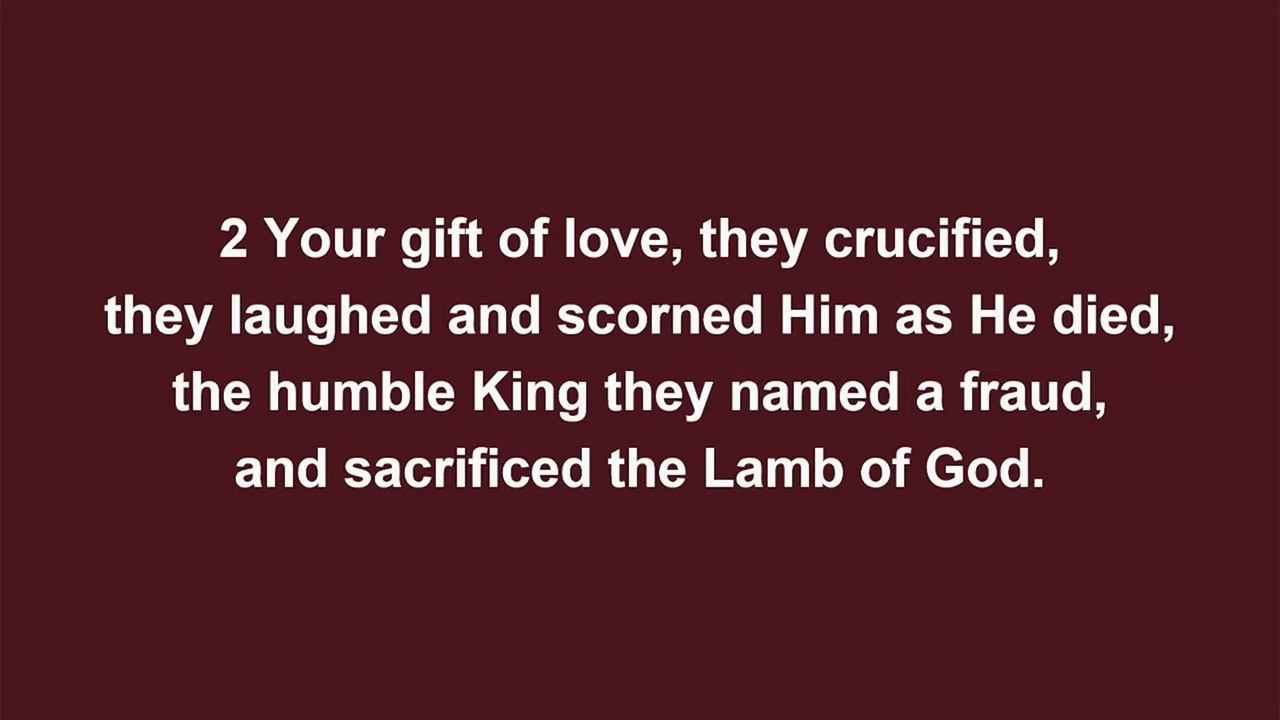 2 Your gift of love, they crucified,
they laughed and scorned Him as He died,
the humble King they named a fraud,
and sacrificed the Lamb of God.